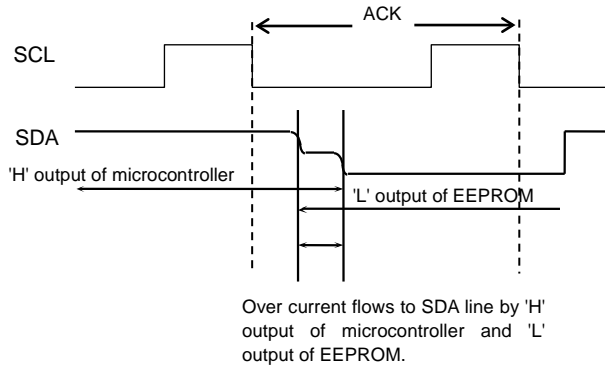 ACK
SCL
SDA
'H' output of microcontroller
'L' output of EEPROM
Over current flows to SDA line by 'H'
output of microcontroller and 'L'
output of EEPROM.